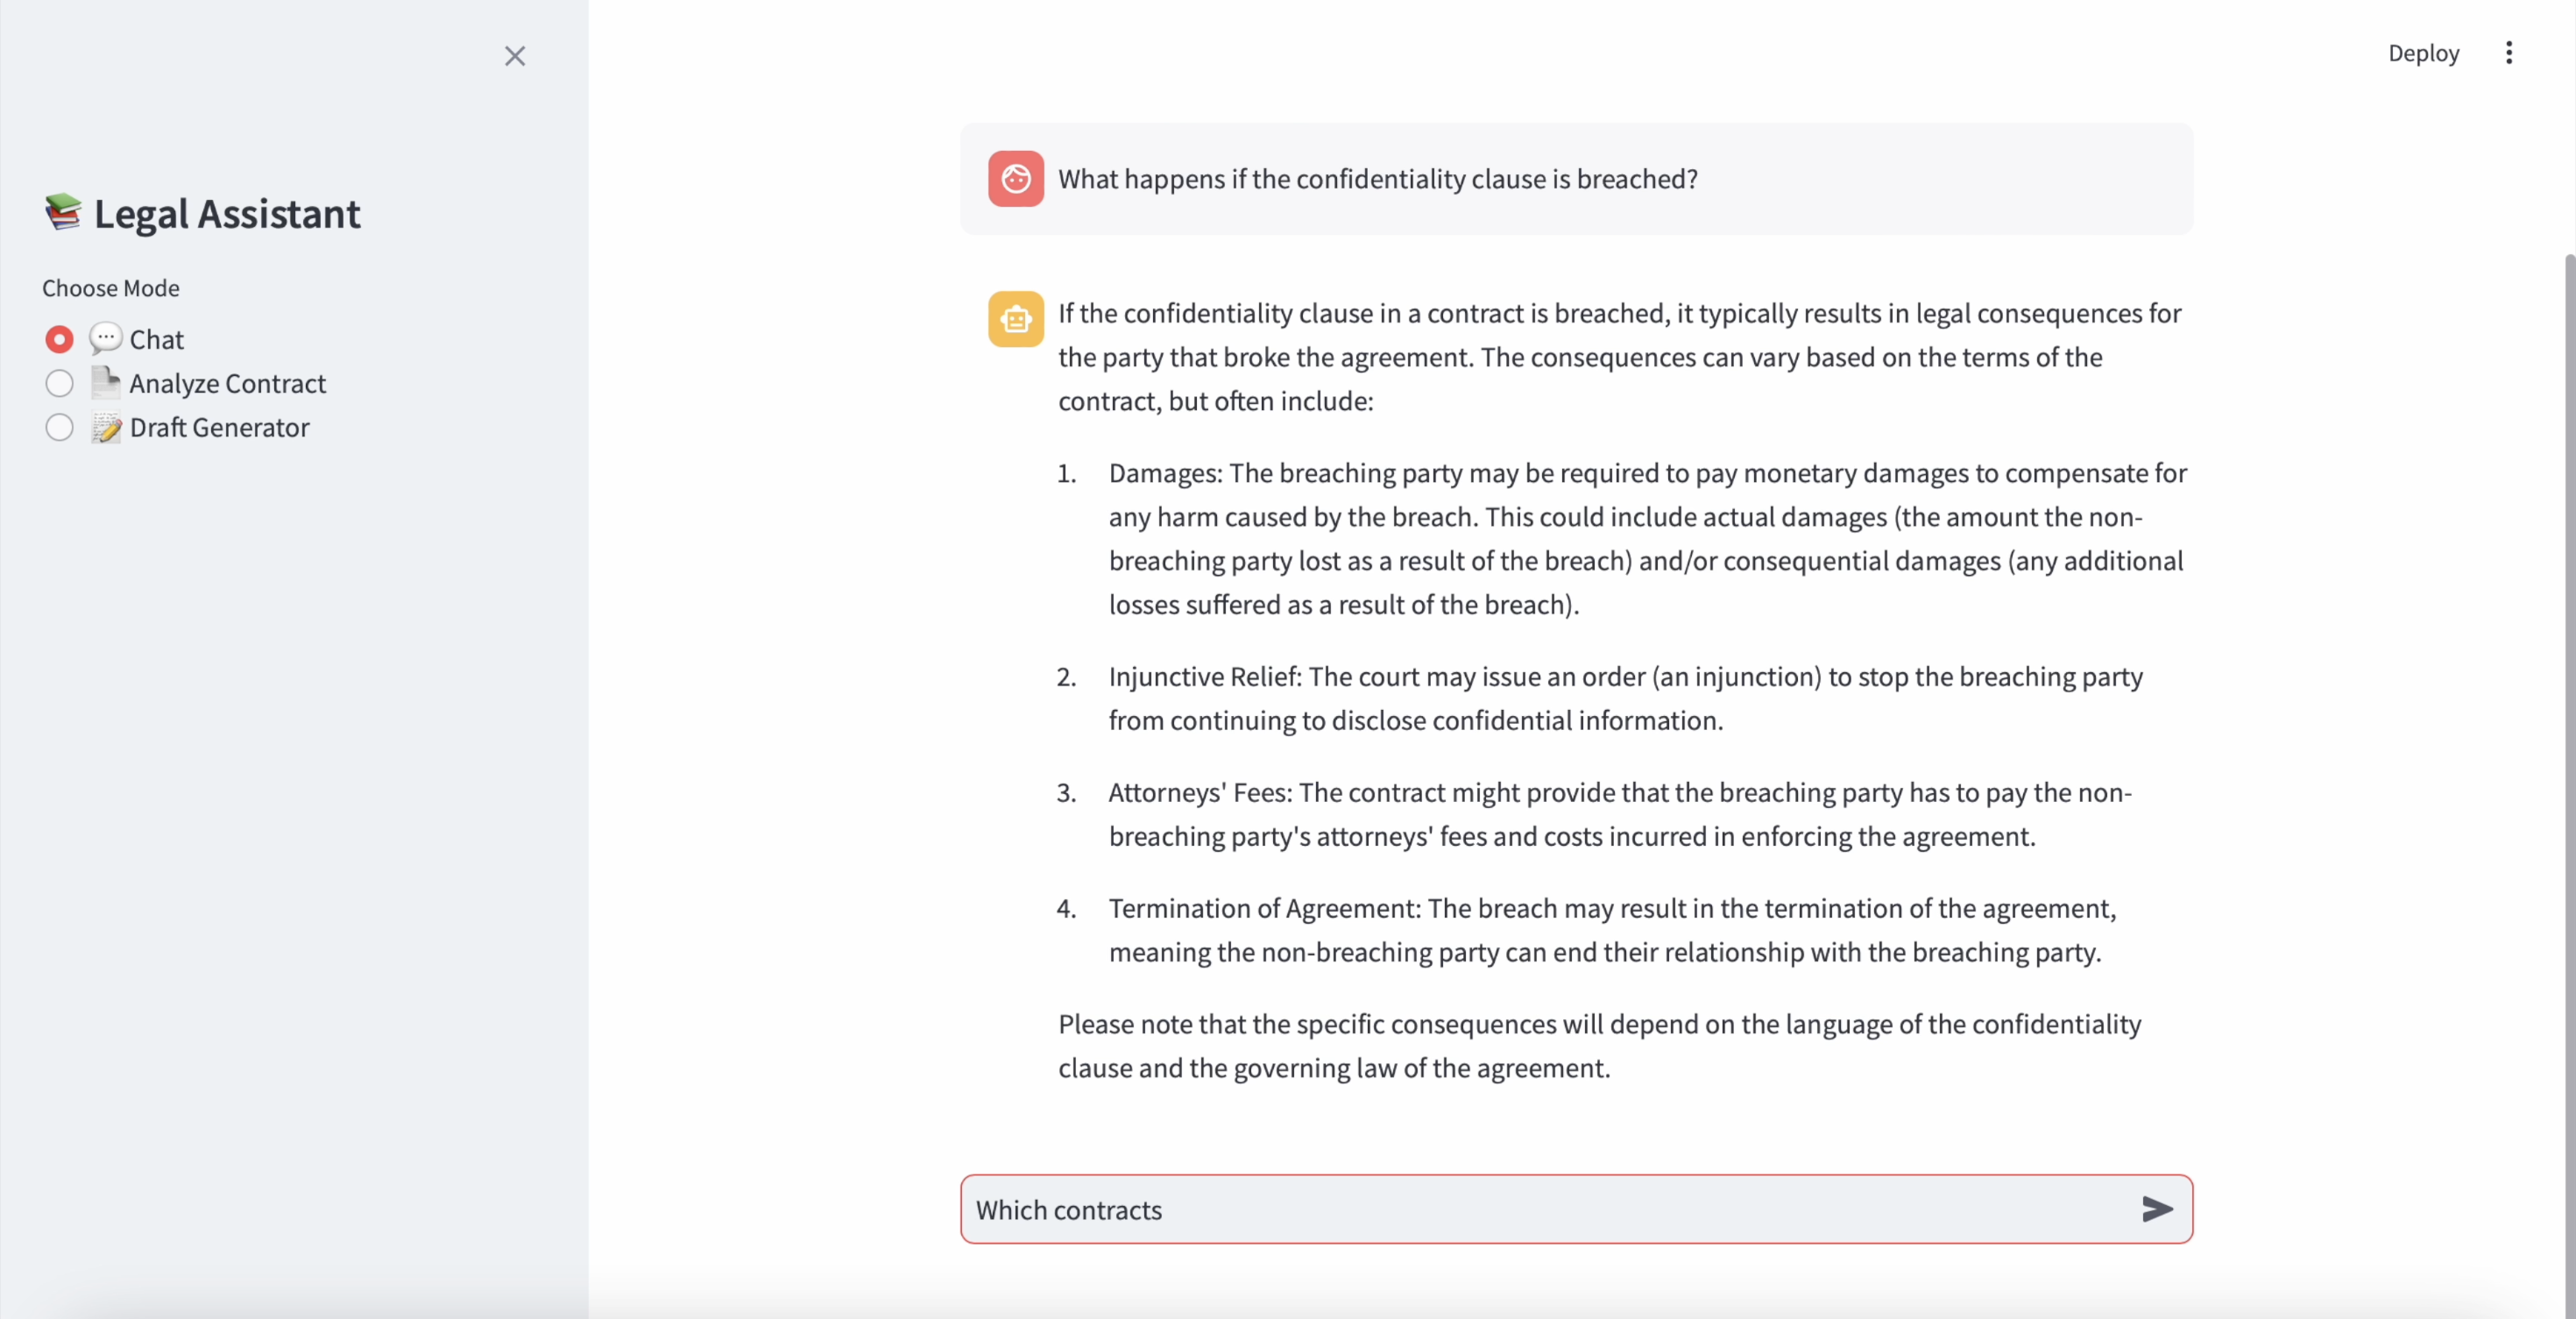 Deploy
Legal Assistant
Choose Mode
Chat
Analyze Contract
Draft Generator
What happens if the confidentiality clause is breached?
If the confidentiality clause in a contract is breached, it typically results in legal consequences for
the party that broke the agreement. The consequences can vary based on the terms of the
contract, but often include:
1. Damages: The breaching party may be required to pay monetary damages to compensate for
any harm caused by the breach. This could include actual damages (the amount the non-
breaching party lost as a result of the breach) and/or consequential damages (any additional
losses suffered as a result of the breach).
2. Injunctive Relief: The court may issue an order (an injunction) to stop the breaching party
from continuing to disclose confidential information.
3. Attorneys' Fees: The contract might provide that the breaching party has to pay the non-
breaching party's attorneys' fees and costs incurred in enforcing the agreement.
4. Termination of Agreement: The breach may result in the termination of the agreement,
meaning the non-breaching party can end their relationship with the breaching party.
Please note that the specific consequences will depend on the language of the confidentiality
clause and the governing law of the agreement.
Which contracts